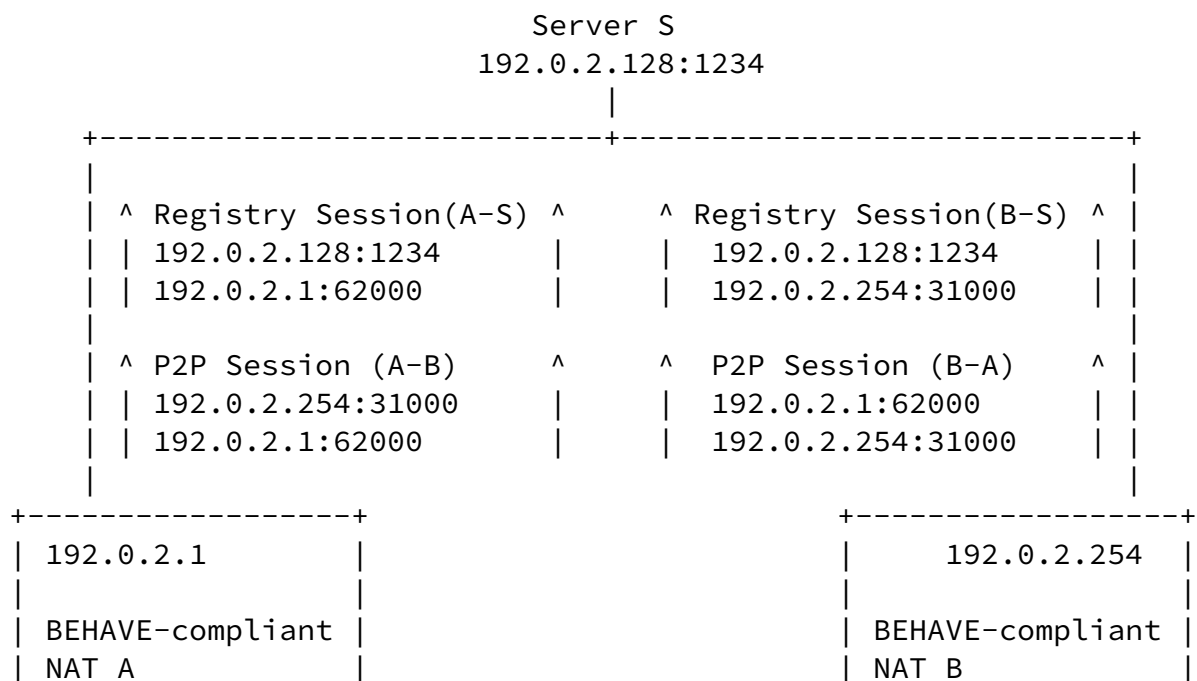 Server S
192.0.2.128:1234
|
+----------------------------+----------------------------+
|                                                          |
| ^ Registry Session(A-S) ^     ^ Registry Session(B-S) ^ |
| | 192.0.2.128:1234      |     |  192.0.2.128:1234     | |
| | 192.0.2.1:62000       |     |  192.0.2.254:31000    | |
|                                                          |
| ^ P2P Session (A-B)     ^     ^  P2P Session (B-A)    ^ |
| | 192.0.2.254:31000     |     |  192.0.2.1:62000      | |
| | 192.0.2.1:62000       |     |  192.0.2.254:31000    | |
|                                                          |
+------------------+                          +------------------+
| 192.0.2.1        |                          |     192.0.2.254  |
|                  |                          |                  |
| BEHAVE-compliant |                          | BEHAVE-compliant |
| NAT A            |                          | NAT B            |